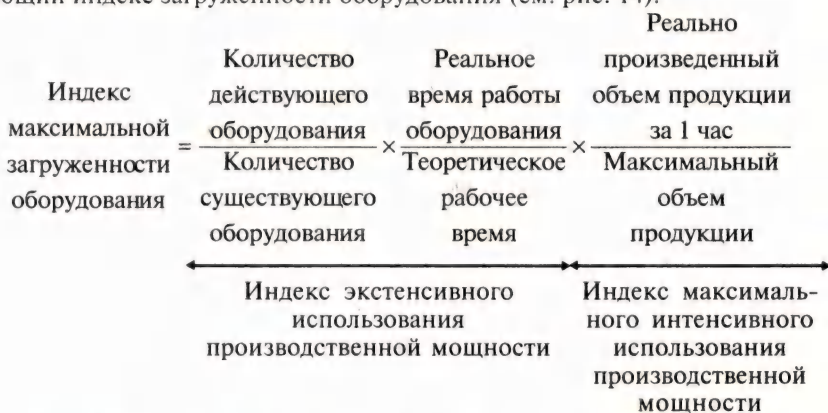 общий индекс загруженности оборудования (см. рис. 14).
Индекс
максимальной
загруженности
оборудования
=
Количество
действующего
оборудования
Количество
существующего
оборудования
×
Реальное
время работы
оборудования
Теоретическое
рабочее
время
×
Реально
произведенный
объем продукции
за 1 час
Максимальный
объем
продукции
Индекс экстенсивного
использования
производственной мощности
Индекс максималь-
ного интенсивного
использования
производственной
мощности